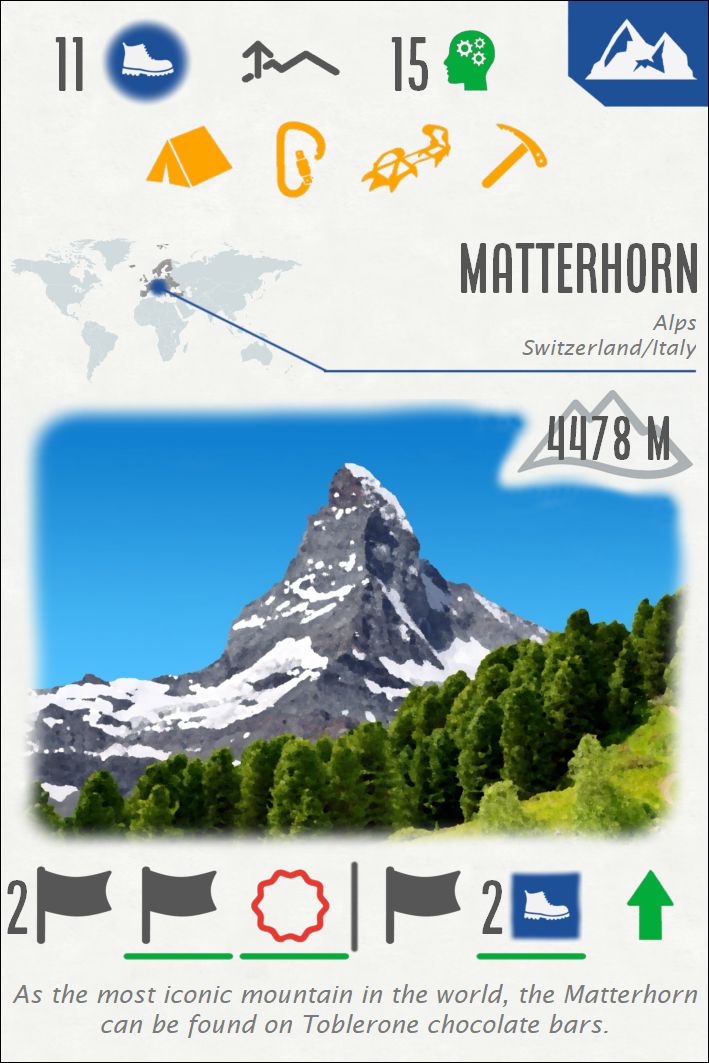 11 15
MATTERHORN
Alps
Switzerland/Italy
4478 M
2 2
As the most iconic mountain in the world, the Matterhorn
can be found on Toblerone chocolate bars.